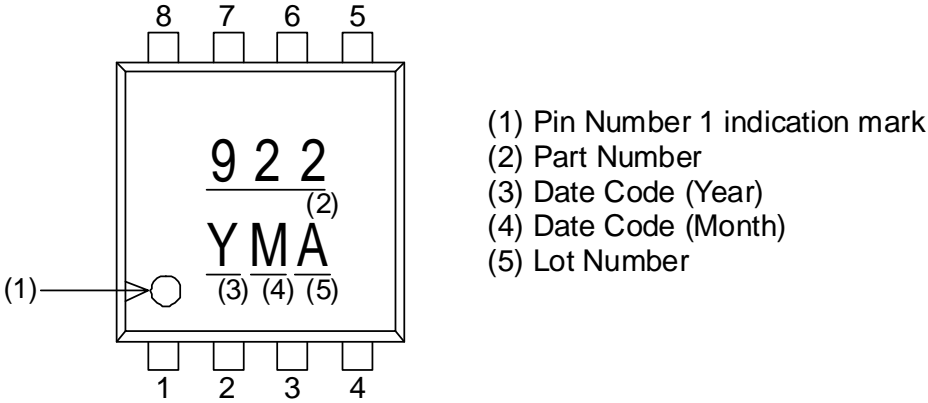 8 7 6 5
922
(2)
YMA
(3) (4) (5)
(1)
1 2 3 4
(1) Pin Number 1 indication mark
(2) Part Number
(3) Date Code (Year)
(4) Date Code (Month)
(5) Lot Number